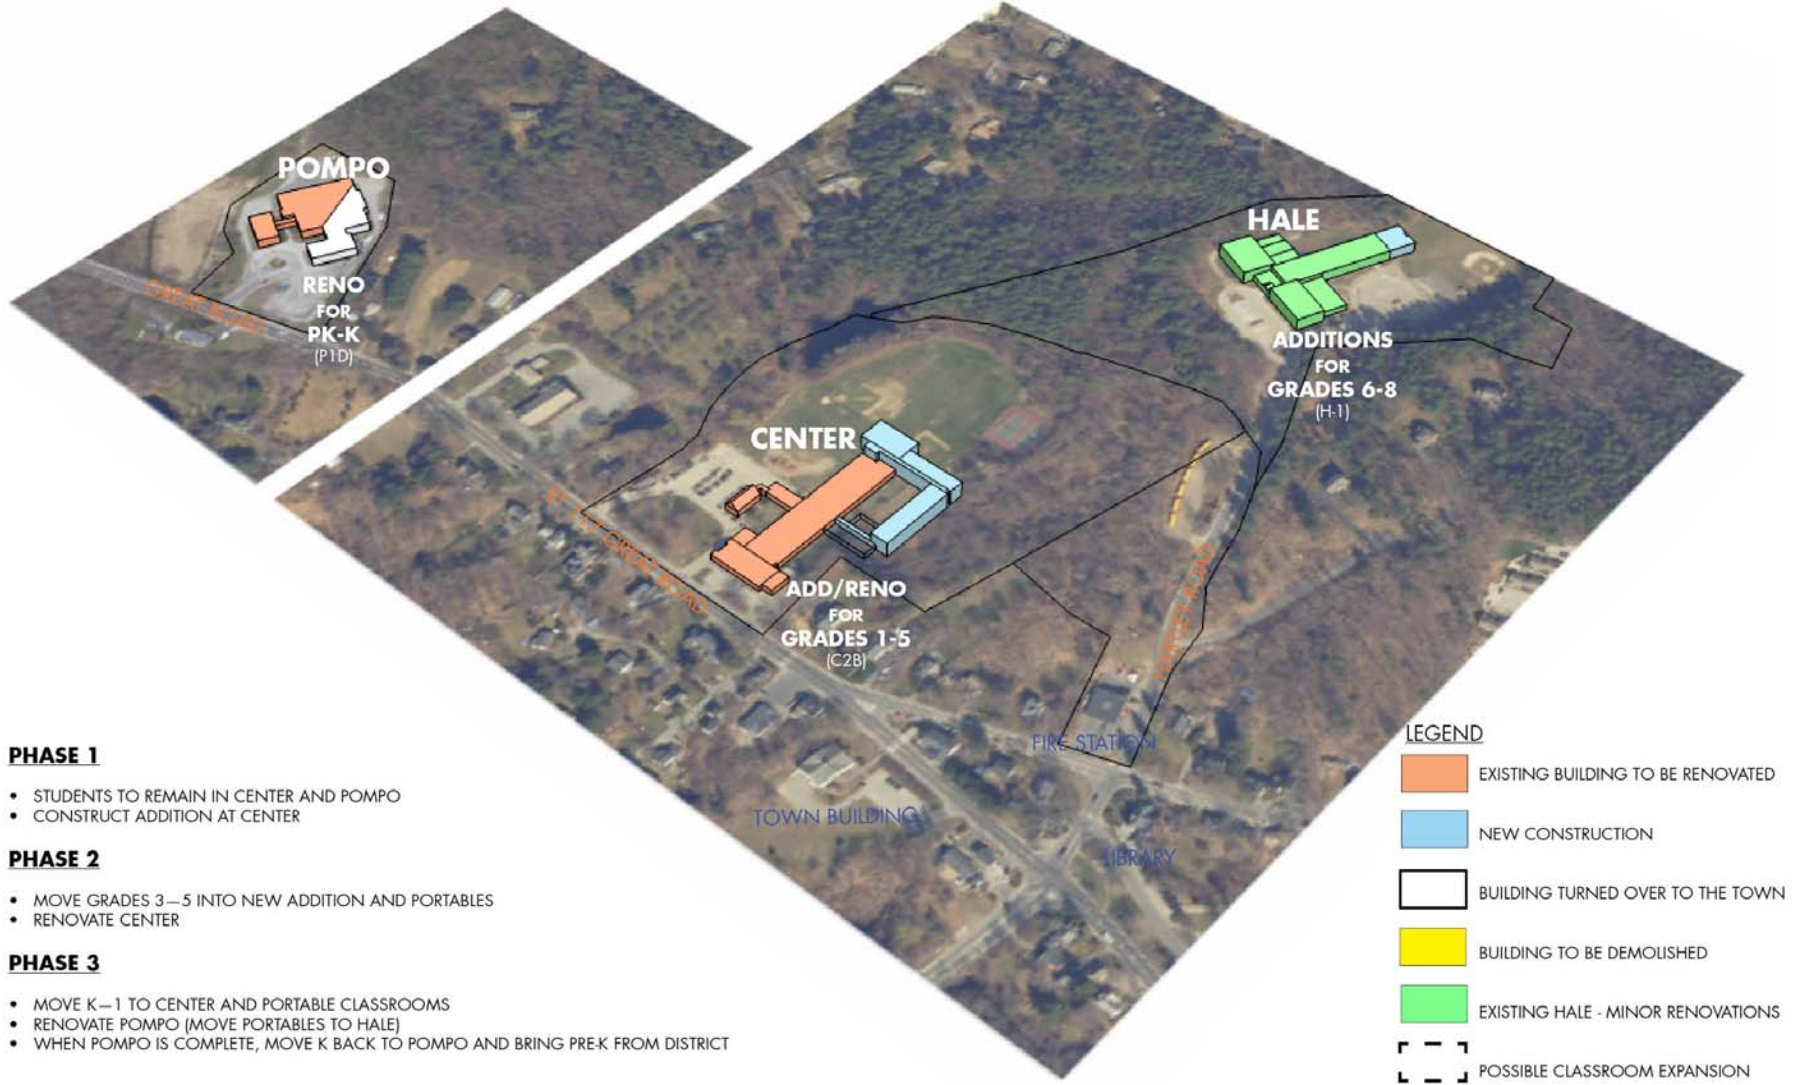 POMPO
RENO
FOR
PK-K
(P1D)
GREAT ROAD
HALE
ADDITIONS
FOR
GRADES 6-8
(H-1)
CENTER
ADD/RENO
FOR
GRADES 1-5
(C2B)
GREAT ROAD
ROAD
FIRE STATION
TOWN BUILDING
LIBRARY
PHASE 1
• STUDENTS TO REMAIN IN CENTER AND POMPO
• CONSTRUCT ADDITION AT CENTER
PHASE 2
• MOVE GRADES 3—5 INTO NEW ADDITION AND PORTABLES
• RENOVATE CENTER
PHASE 3
• MOVE K—1 TO CENTER AND PORTABLE CLASSROOMS
• RENOVATE POMPO (MOVE PORTABLES TO HALE)
• WHEN POMPO IS COMPLETE, MOVE K BACK TO POMPO AND BRING PRE-K FROM DISTRICT
LEGEND
EXISTING BUILDING TO BE RENOVATED
NEW CONSTRUCTION
BUILDING TURNED OVER TO THE TOWN
BUILDING TO BE DEMOLISHED
EXISTING HALE - MINOR RENOVATIONS
POSSIBLE CLASSROOM EXPANSION